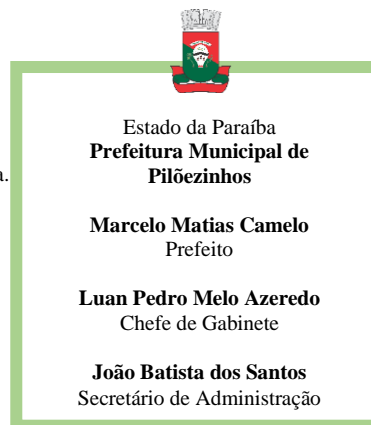 Estado da Paraíba
Prefeitura Municipal de
Pilõezinhos
a.
Marcelo Matias Camelo
Prefeito
Luan Pedro Melo Azeredo
Chefe de Gabinete
João Batista dos Santos
Secretário de Administração